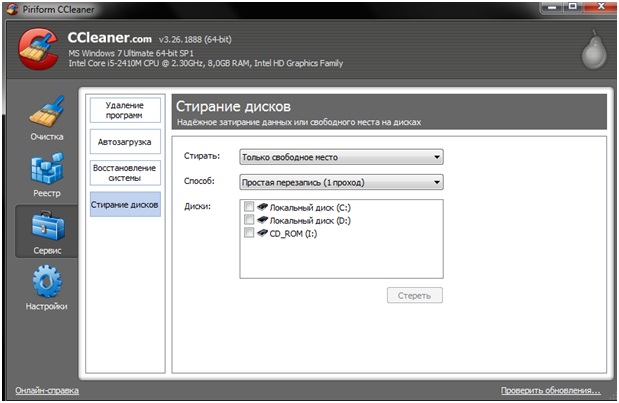 Piriform CCleaner
CCleaner.com v3.26.1888 (64-bit)
MS Windows 7 Ultimate 64-bit SP1
Intel Core i5-2410M CPU @ 2.30GHz, 8,0GB RAM, Intel HD Graphics Family
Очистка
Реестр
Сервис
Настройки
Удаление
программ
Автозагрузка
Восстановление
системы
Стирание дисков
Стирание дисков
Надёжное затирание данных или свободного места на дисках
Стирать: Только свободное место
Способ: Простая перезапись (1 проход)
Диски: Локальный диск (C:)
Локальный диск (D:)
CD_ROM (I:)
Стереть
Онлайн-справка
Проверить обновления...